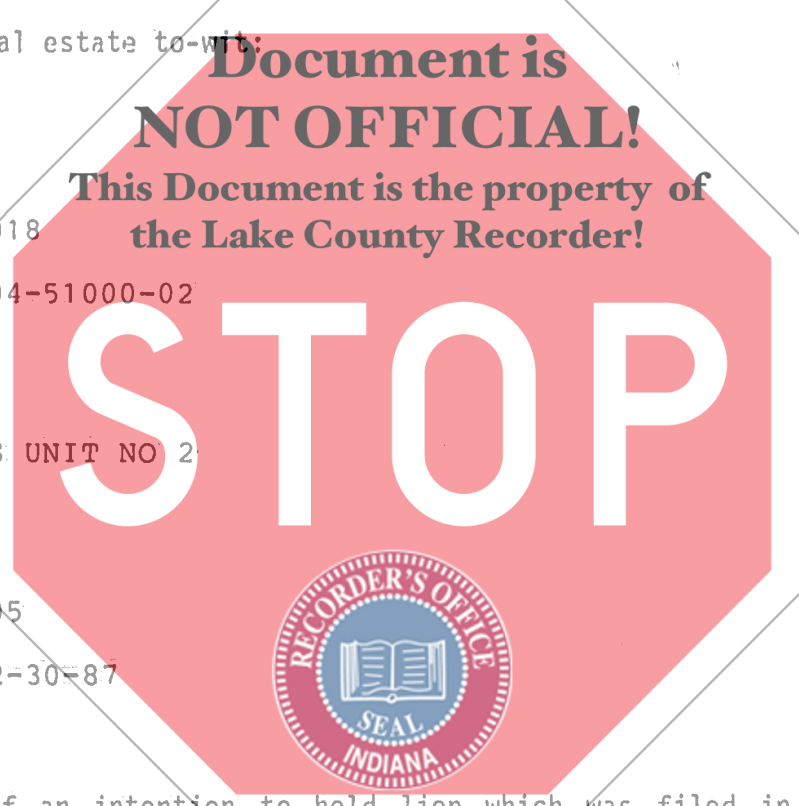 al estate to-wit:
Document is
NOT OFFICIAL!
This Document is the property of
the Lake County Recorder!
018
04-51000-02
STOP
UNIT NO 2
RECORDER'S OFFICE
SEAL
INDIANA
2-30-87
of an intention to hold lien which was filed in